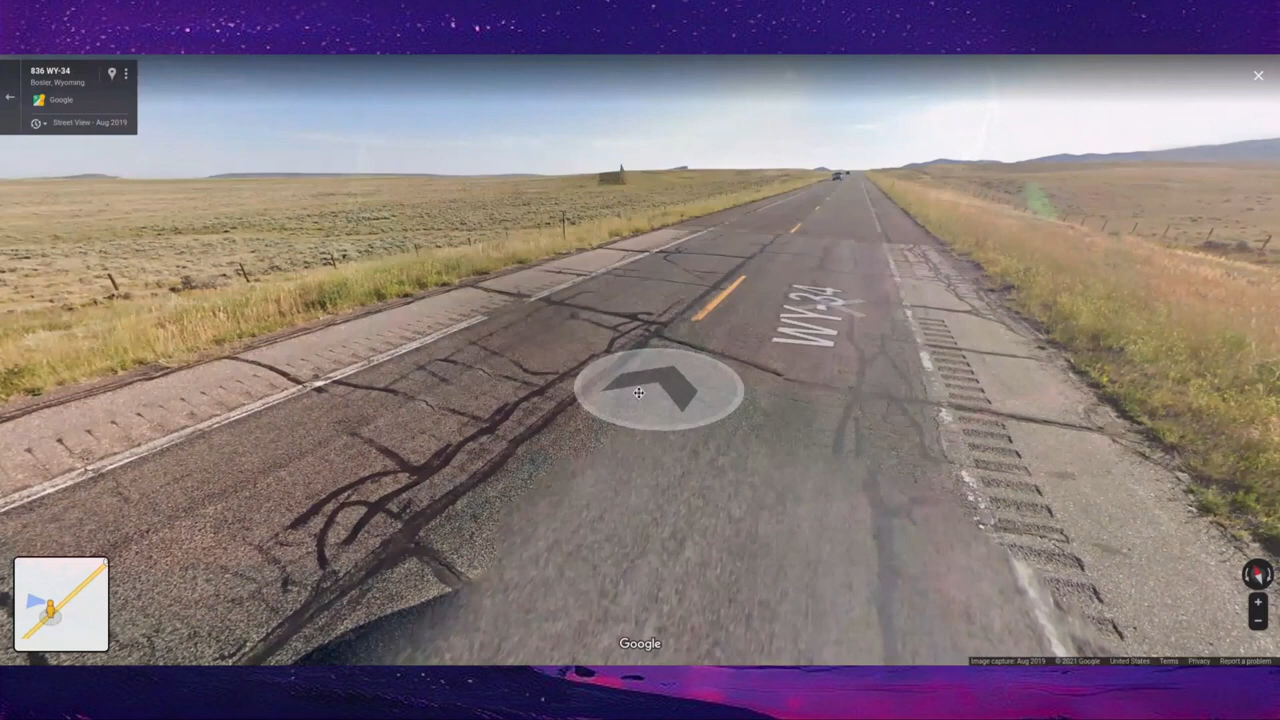 836 WY-34
Bosler, Wyoming
Google
Street View - Aug 2019
WY-34
Google
Image capture: Aug 2019 © 2021 Google United States Terms Privacy Report a problem